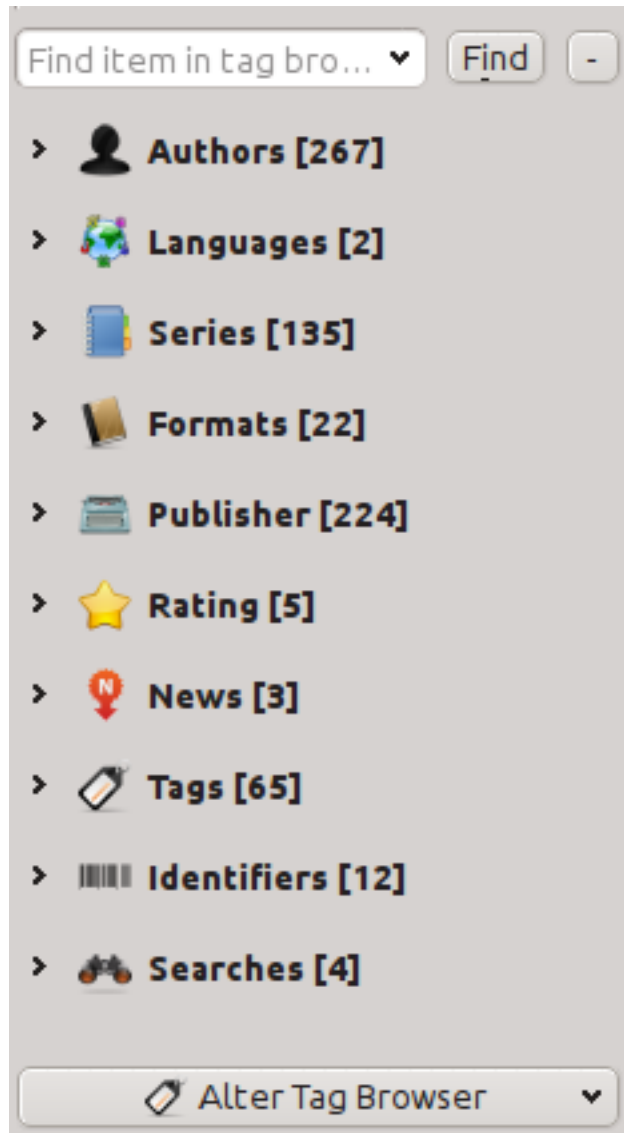 Find item in tag bro... Find -
Authors [267]
Languages [2]
Series [135]
Formats [22]
Publisher [224]
Rating [5]
N News [3]
Tags [65]
Identifiers [12]
Searches [4]
Alter Tag Browser